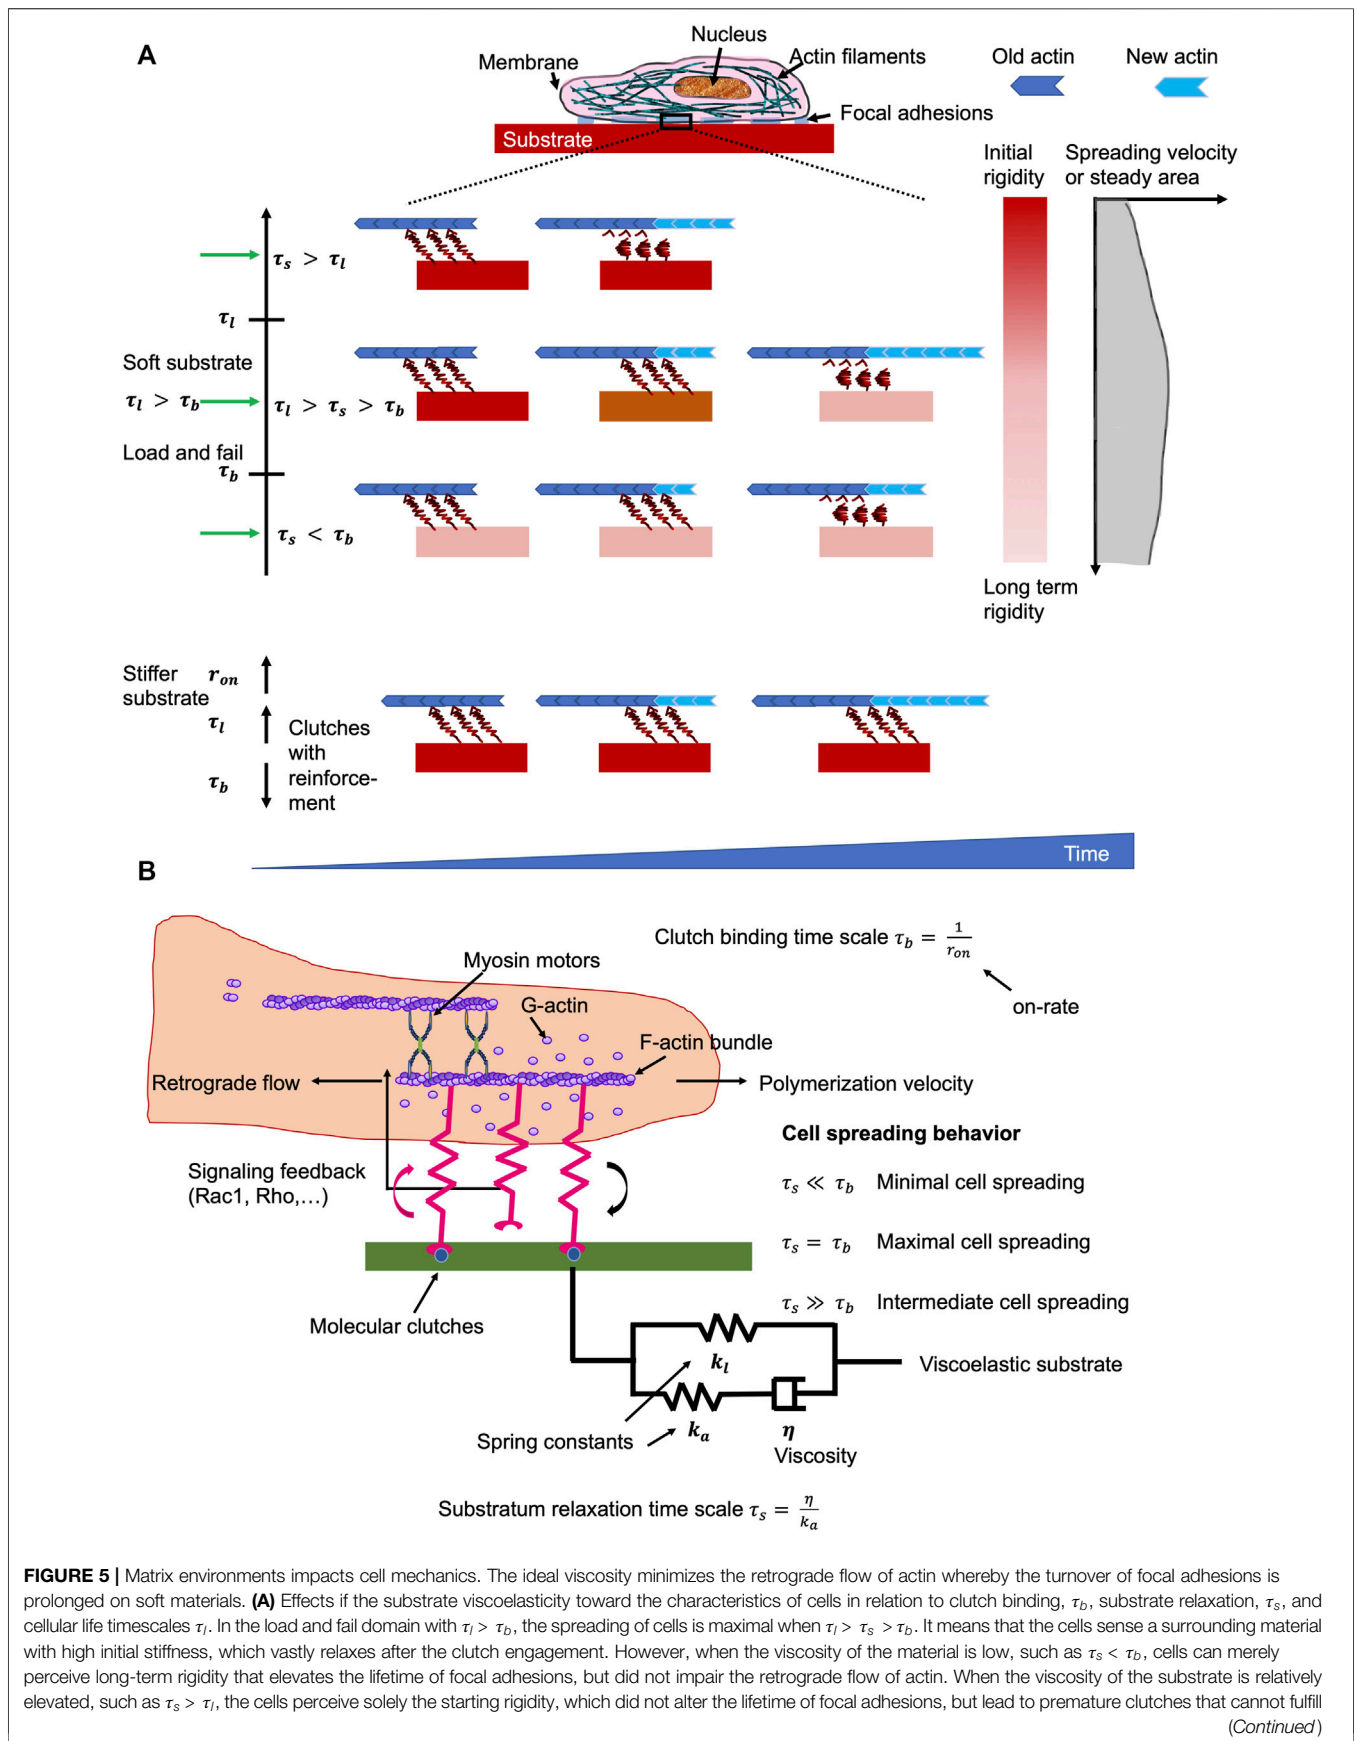 A
Nucleus
Membrane
Actin filaments
Old actin
New actin
Focal adhesions
Substrate
Initial
rigidity
Spreading velocity
or steady area
τs > τl
τl
Soft substrate
τl > τb
τl > τs > τb
Load and fail
τb
τs < τb
Long term
rigidity
Stiffer
substrate
ron
τl
Clutches
with
reinforce-
ment
τb
Time
B
Clutch binding time scale τb = 1/ron
on-rate
Myosin motors
G-actin
F-actin bundle
Retrograde flow
Polymerization velocity
Cell spreading behavior
Signaling feedback
(Rac1, Rho,…)
τs ≪ τb Minimal cell spreading
τs = τb Maximal cell spreading
τs ≫ τb Intermediate cell spreading
Molecular clutches
kl
Viscoelastic substrate
ka
η
Spring constants
Viscosity
Substratum relaxation time scale τs = η/ka
FIGURE 5 | Matrix environments impacts cell mechanics. The ideal viscosity minimizes the retrograde flow of actin whereby the turnover of focal adhesions is
prolonged on soft materials. (A) Effects if the substrate viscoelasticity toward the characteristics of cells in relation to clutch binding, τb, substrate relaxation, τs, and
cellular life timescales τl. In the load and fail domain with τl > τb, the spreading of cells is maximal when τl > τs > τb. It means that the cells sense a surrounding material
with high initial stiffness, which vastly relaxes after the clutch engagement. However, when the viscosity of the material is low, such as τs < τb, cells can merely
perceive long-term rigidity that elevates the lifetime of focal adhesions, but did not impair the retrograde flow of actin. When the viscosity of the substrate is relatively
elevated, such as τs > τl, the cells perceive solely the starting rigidity, which did not alter the lifetime of focal adhesions, but lead to premature clutches that cannot fulfill
(Continued)